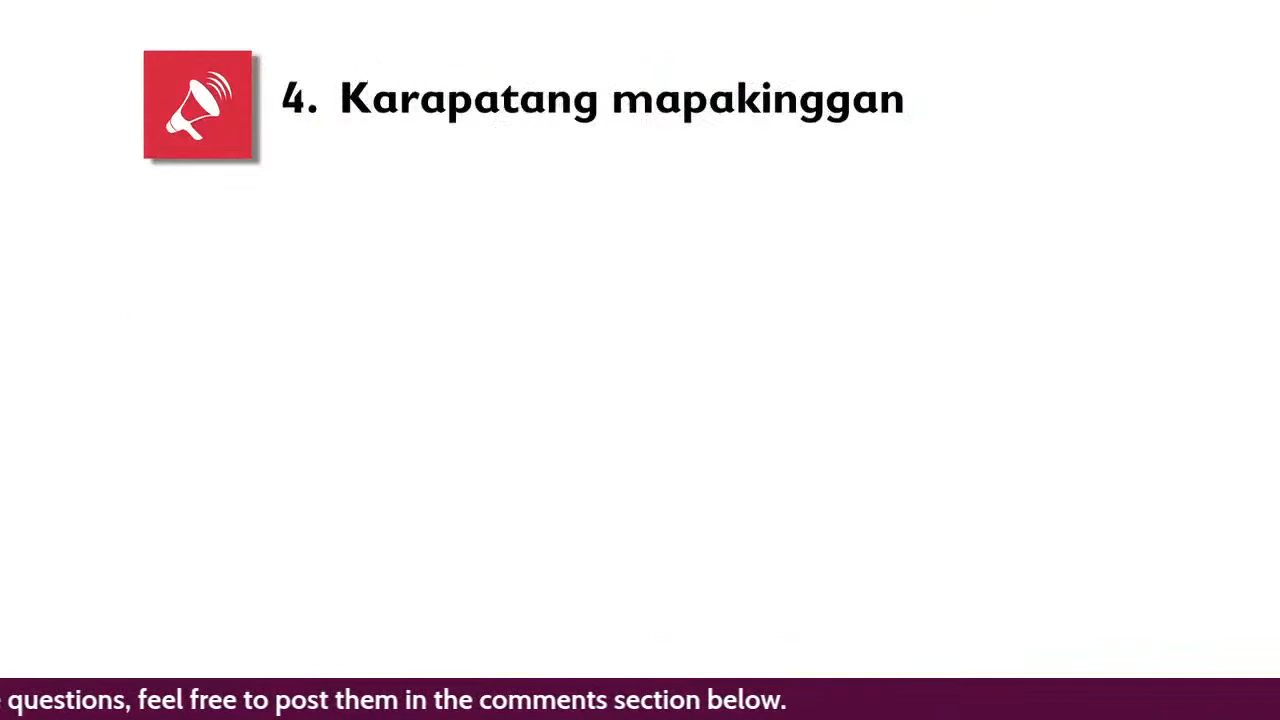 4. Karapatang mapakinggan
questions, feel free to post them in the comments section below.